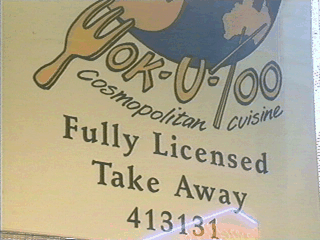 WOK-U-TOO
Cosmopolitan Cuisine
Fully Licensed
Take Away
413131